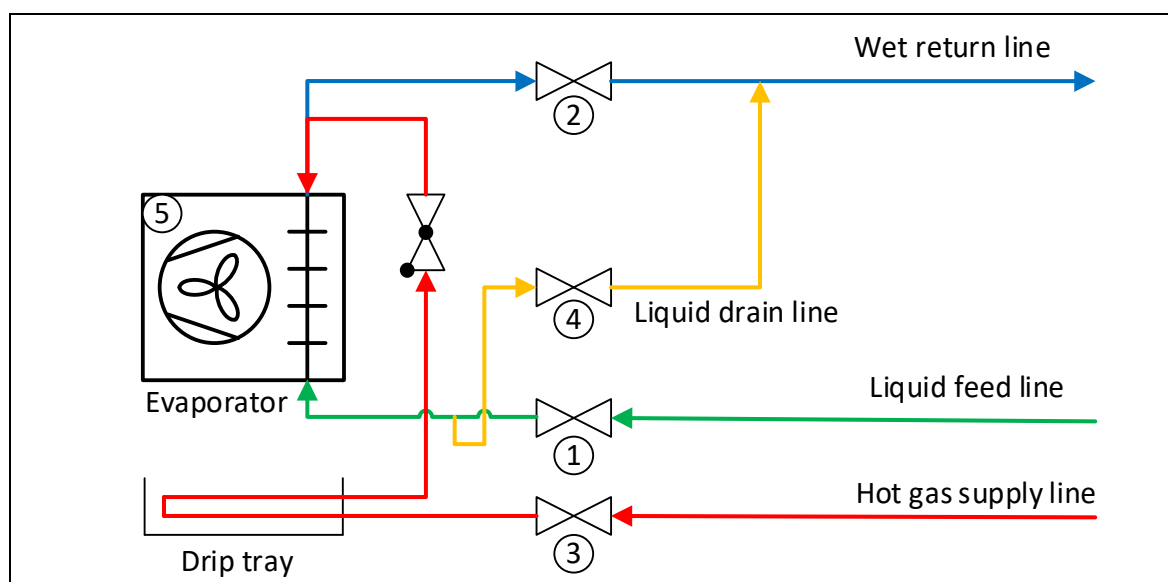 Wet return line
2
5
4
Liquid drain line
Evaporator
Liquid feed line
1
Hot gas supply line
Drip tray
3